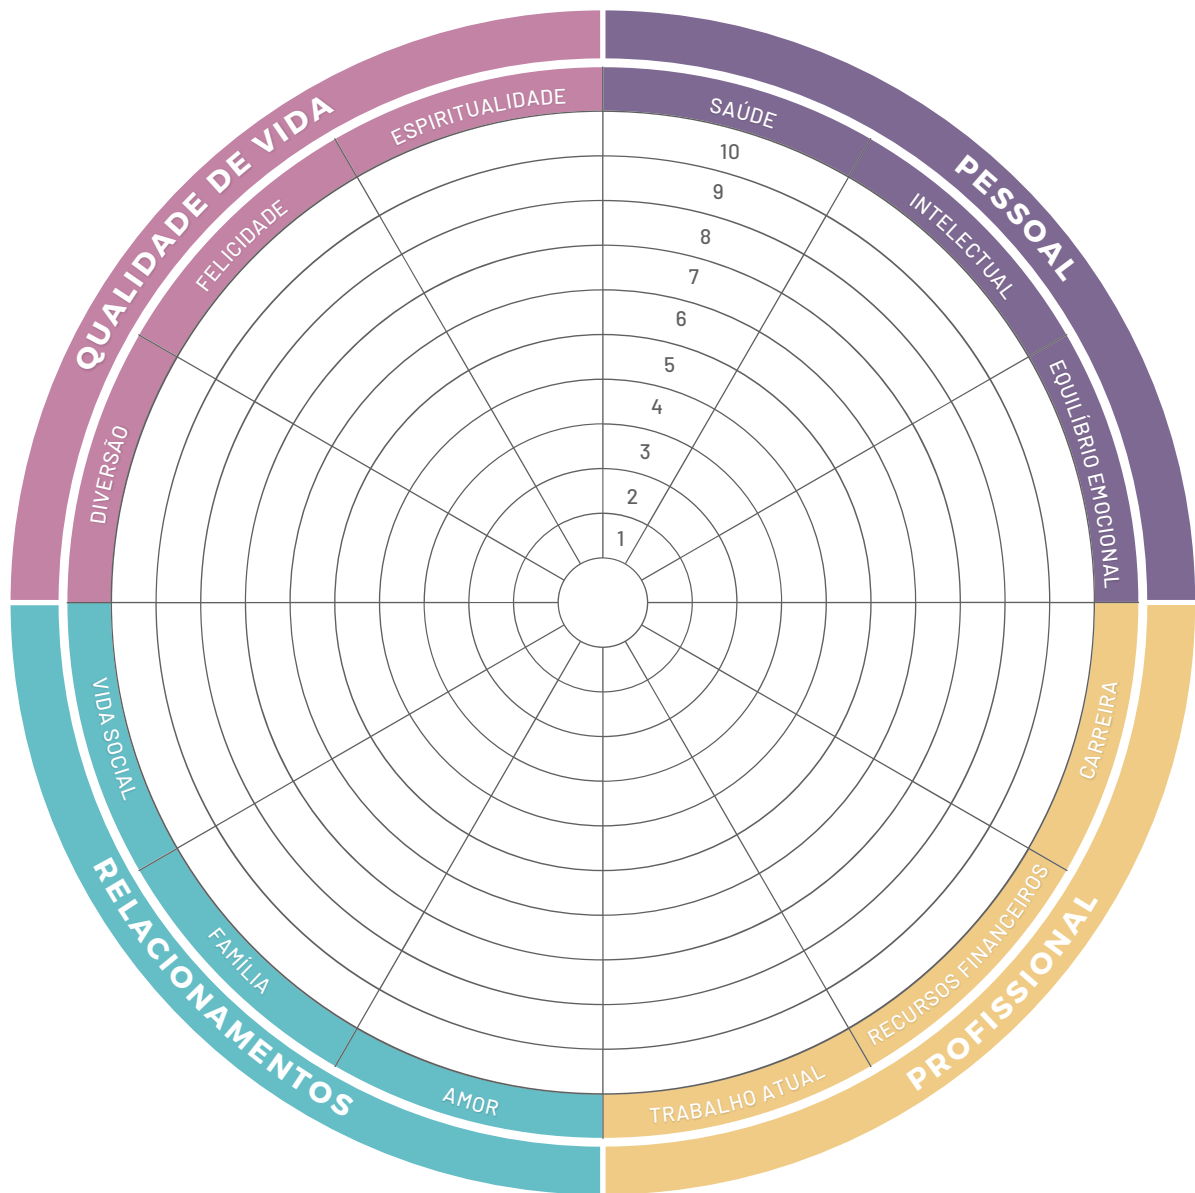 QUALIDADE DE VIDA
PESSOAL
ESPIRITUALIDADE
SAÚDE
FELICIDADE
INTELECTUAL
DIVERSÃO
EQUILÍBRIO EMOCIONAL
10
9
8
7
6
5
4
3
2
1
VIDA SOCIAL
CARREIRA
FAMÍLIA
RECURSOS FINANCEIROS
AMOR
TRABALHO ATUAL
RELACIONAMENTOS
PROFISSIONAL